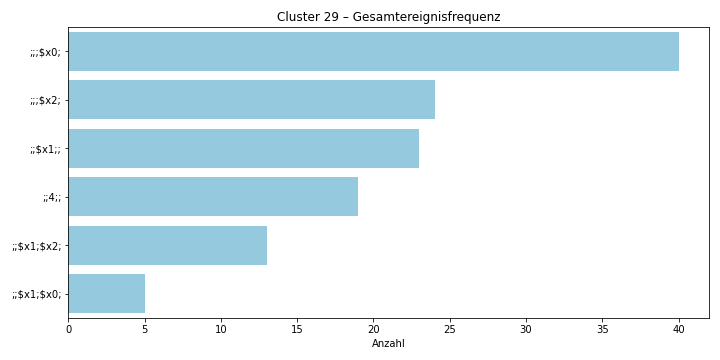 Cluster 29 – Gesamtereignisfrequenz
;;;$x0;
;;;$x2;
;;$x1;;
;;4;;
;;$x1;$x2;
;;$x1;$x0;
0 5 10 15 20 25 30 35 40
Anzahl